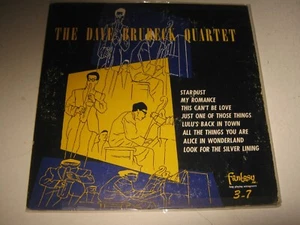 THE DAVE BRUBECK QUARTET
STARDUST
MY ROMANCE
THIS CAN'T BE LOVE
JUST ONE OF THOSE THINGS
LULU'S BACK IN TOWN
ALL THE THINGS YOU ARE
ALICE IN WONDERLAND
LOOK FOR THE SILVER LINING
Fantasy
3-7